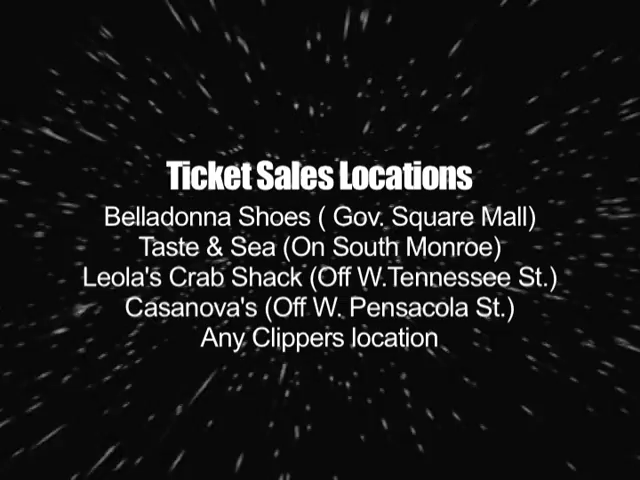 Ticket Sales Locations
Belladonna Shoes ( Gov. Square Mall)
Taste & Sea (On South Monroe)
Leola's Crab Shack (Off W.Tennessee St.)
Casanova's (Off W. Pensacola St.)
Any Clippers location